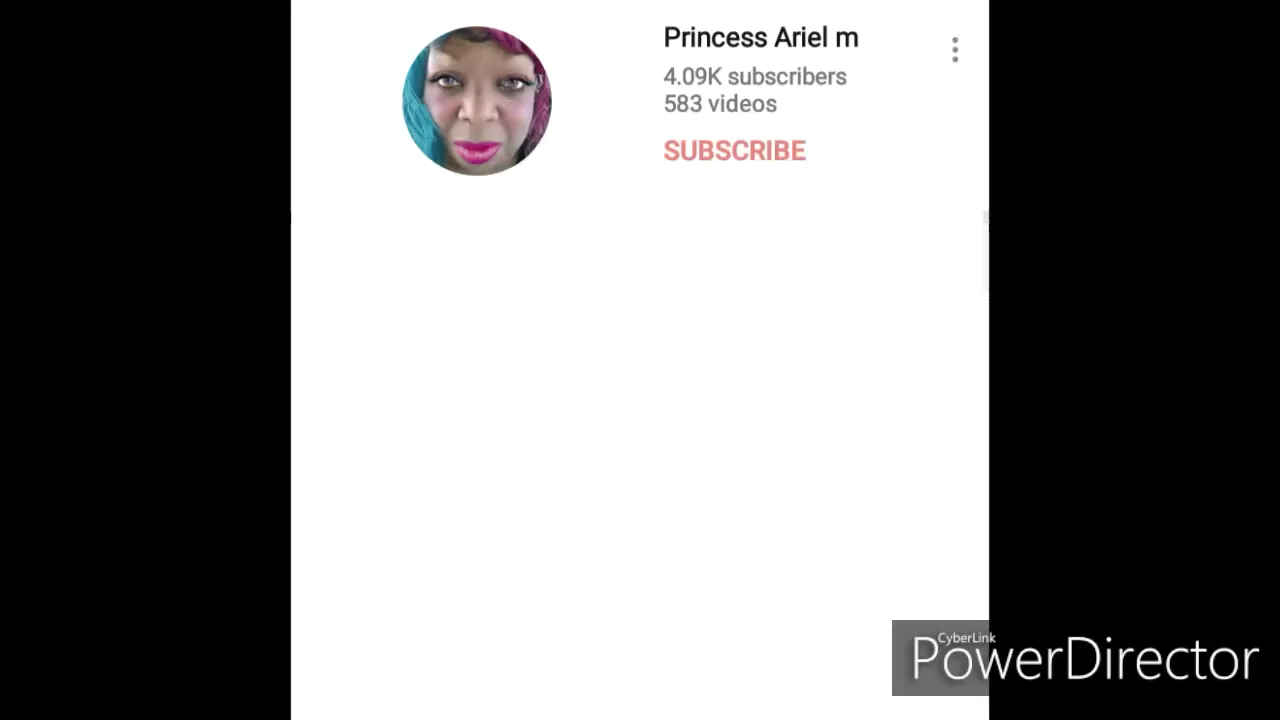 Princess Ariel m
4.09K subscribers
583 videos
SUBSCRIBE
CyberLink
PowerDirector